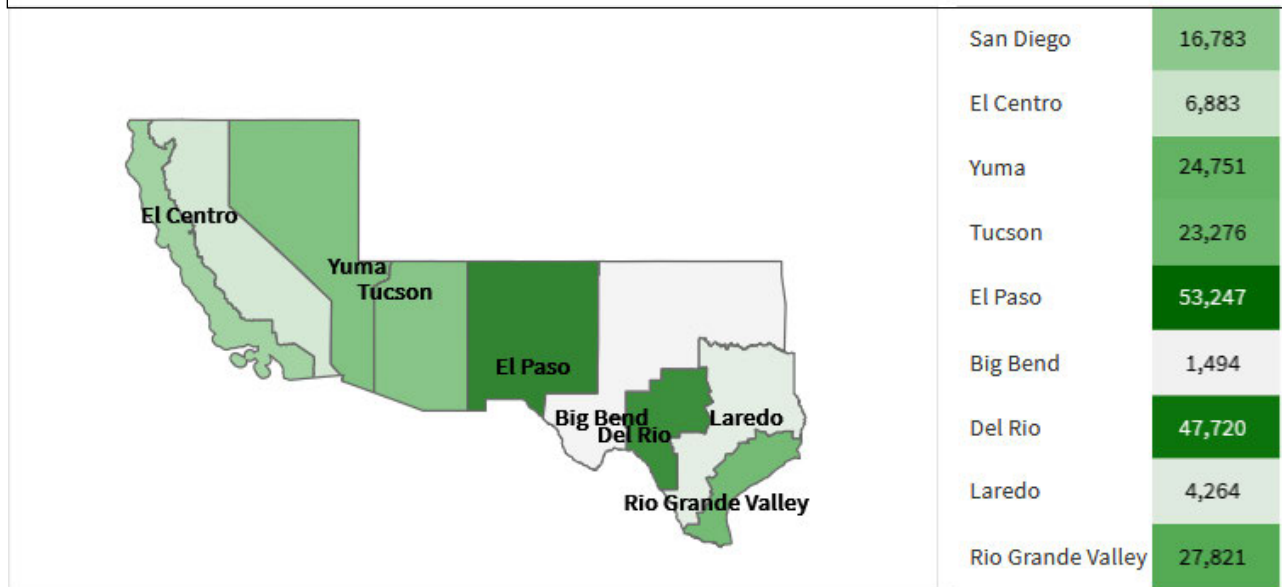 El Centro
Yuma
Tucson
El Paso
Big Bend
Del Rio
Laredo
Rio Grande Valley
San Diego 16,783
El Centro 6,883
Yuma 24,751
Tucson 23,276
El Paso 53,247
Big Bend 1,494
Del Rio 47,720
Laredo 4,264
Rio Grande Valley 27,821